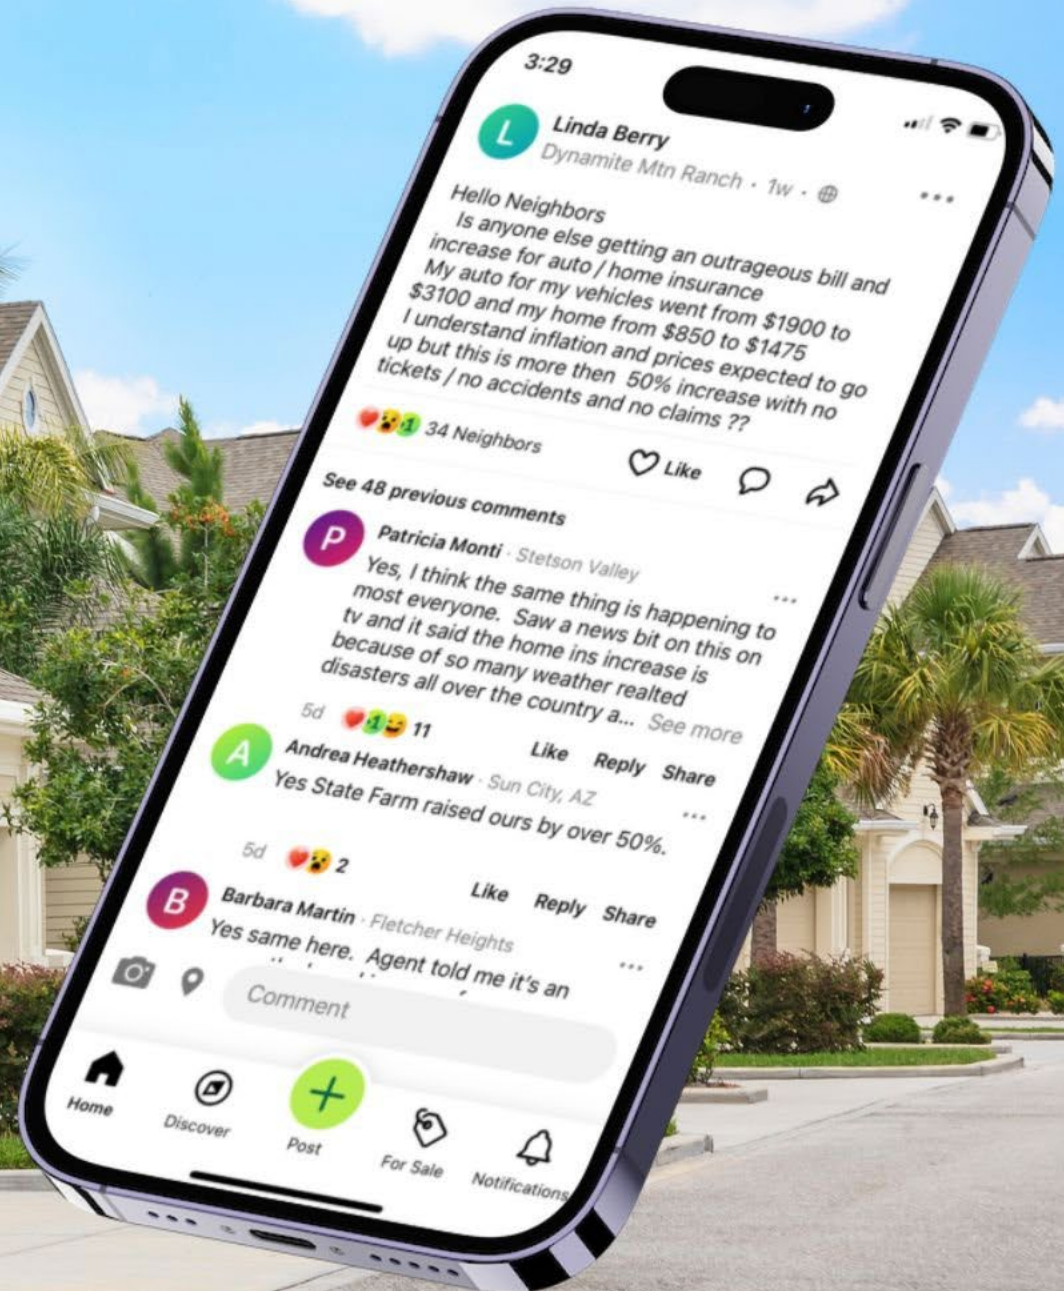 3:29
Linda Berry
Dynamite Mtn Ranch · 1w ·
Hello Neighbors
Is anyone else getting an outrageous bill and
increase for auto / home insurance
My auto for my vehicles went from $1900 to
$3100 and my home from $850 to $1475
I understand inflation and prices expected to go
up but this is more then 50% increase with no
tickets / no accidents and no claims ??
34 Neighbors
Like
See 48 previous comments
P
Patricia Monti · Stetson Valley
Yes, I think the same thing is happening to
most everyone. Saw a news bit on this on
tv and it said the home ins increase is
because of so many weather realted
disasters all over the country a... See more
5d 11 Like Reply Share
A
Andrea Heathershaw · Sun City, AZ
Yes State Farm raised ours by over 50%.
5d 2 Like Reply Share
B
Barbara Martin · Fletcher Heights
Yes same here. Agent told me it's an
Comment
Home Discover Post For Sale Notifications
L